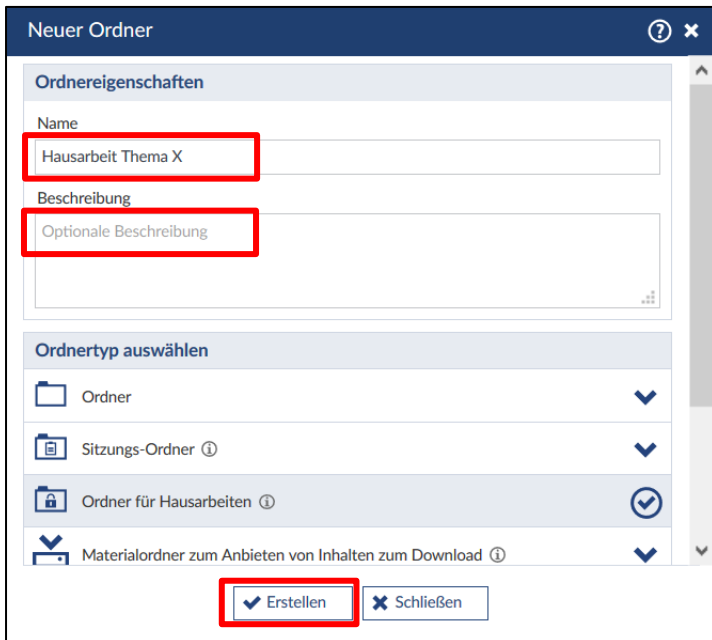 Neuer Ordner
Ordnereigenschaften
Name
Hausarbeit Thema X
Beschreibung
Optionale Beschreibung
Ordnertyp auswählen
Ordner
Sitzungs-Ordner
Ordner für Hausarbeiten
Materialordner zum Anbieten von Inhalten zum Download
Erstellen Schließen